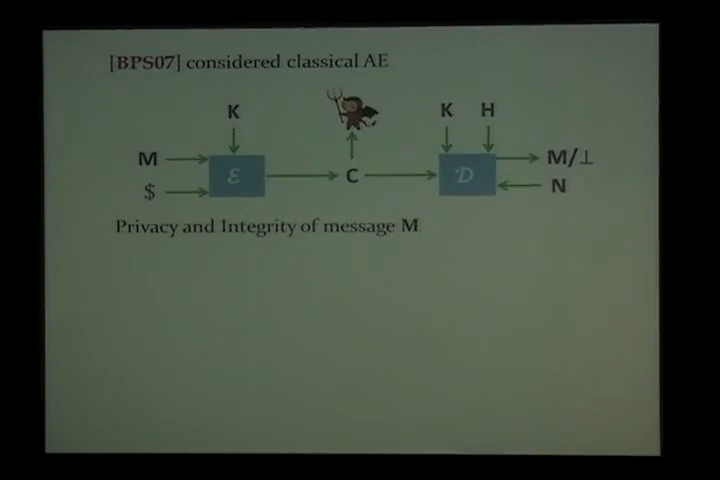 [BPS07] considered classical AE
K K H
M ℰ C 𝒟 M/⊥
$ N
Privacy and Integrity of message M